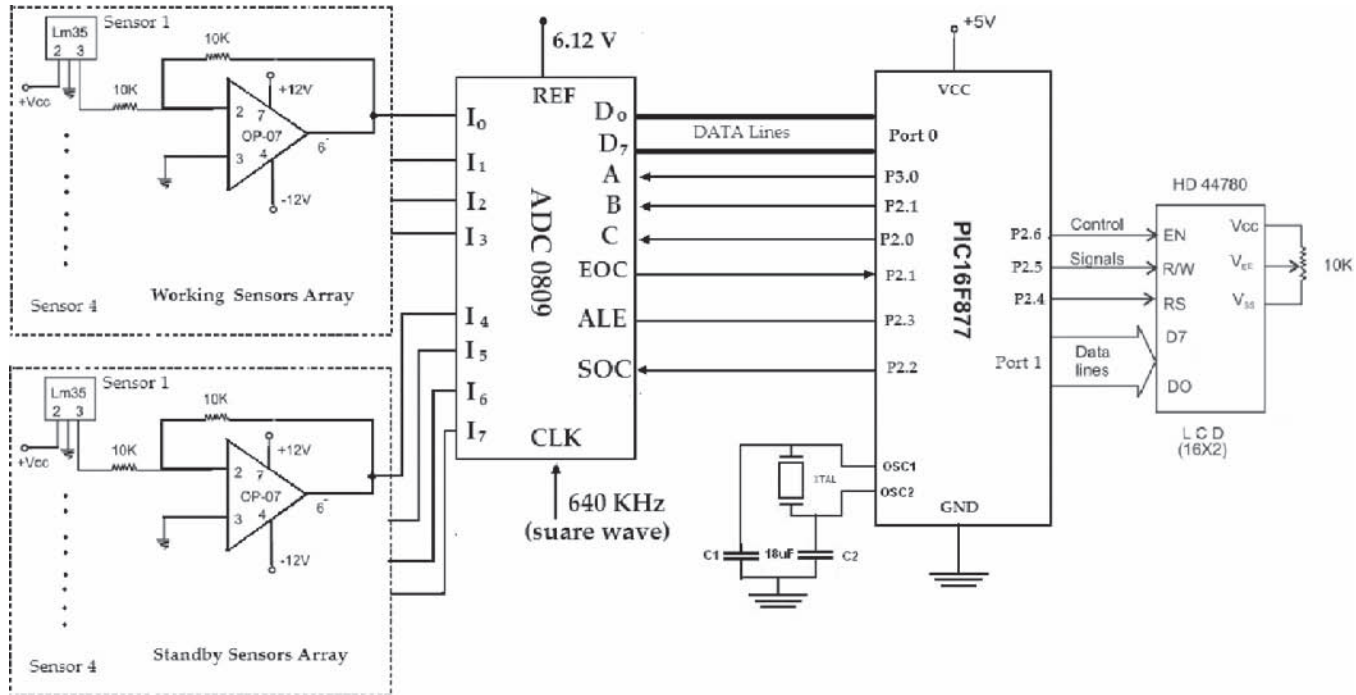 Sensor 1
Lm35
2 3
+Vcc
10K
10K
+12V
2 7
OP-07
3 4
6
-12V
Sensor 4
Working Sensors Array
Sensor 1
Lm35
2 3
+Vcc
10K
10K
+12V
2 7
OP-07
3 4
6
-12V
Sensor 4
Standby Sensors Array
6.12 V
REF
I0
I1
I2
I3
I4
I5
I6
I7
ADC 0809
D0
D7
A
B
C
EOC
ALE
SOC
CLK
640 KHz
(suare wave)
DATA Lines
+5V
VCC
Port 0
P3.0
P2.1
P2.0
P2.1
P2.3
P2.2
PIC16F877
P2.6
P2.5
P2.4
Port 1
OSC1
OSC2
GND
XTAL
C1 18uF C2
Control
Signals
Data
lines
HD 44780
EN
R/W
RS
D7
DO
Vcc
VEE
Vss
10K
LCD
(16X2)